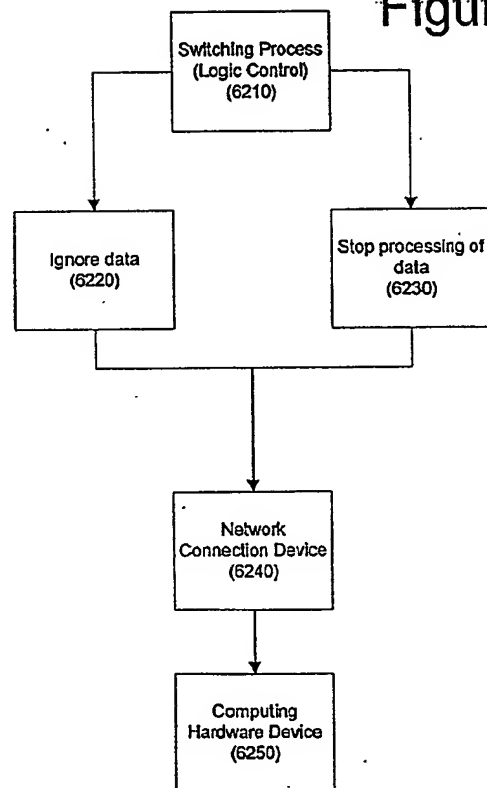 Figur
Switching Process
(Logic Control)
(6210)
Ignore data
(6220)
Stop processing of
data
(6230)
Network
Connection Device
(6240)
Computing
Hardware Device
(6250)